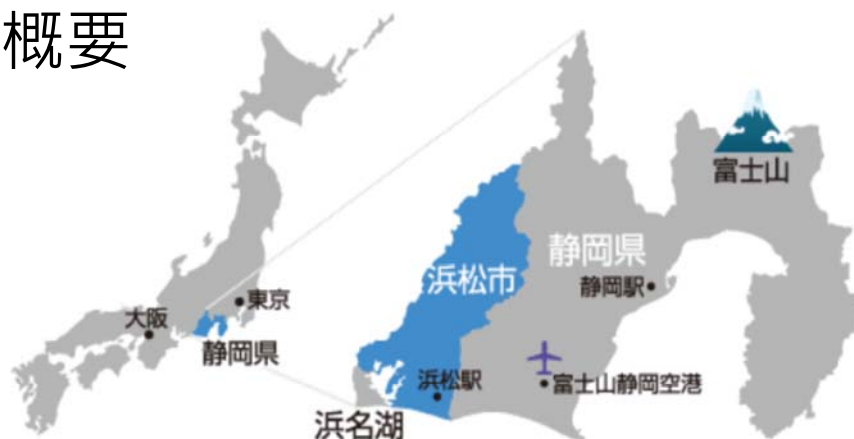 概要
東京
大阪
静岡県
富士山
静岡県
浜松市
静岡駅
浜松駅
富士山静岡空港
浜名湖